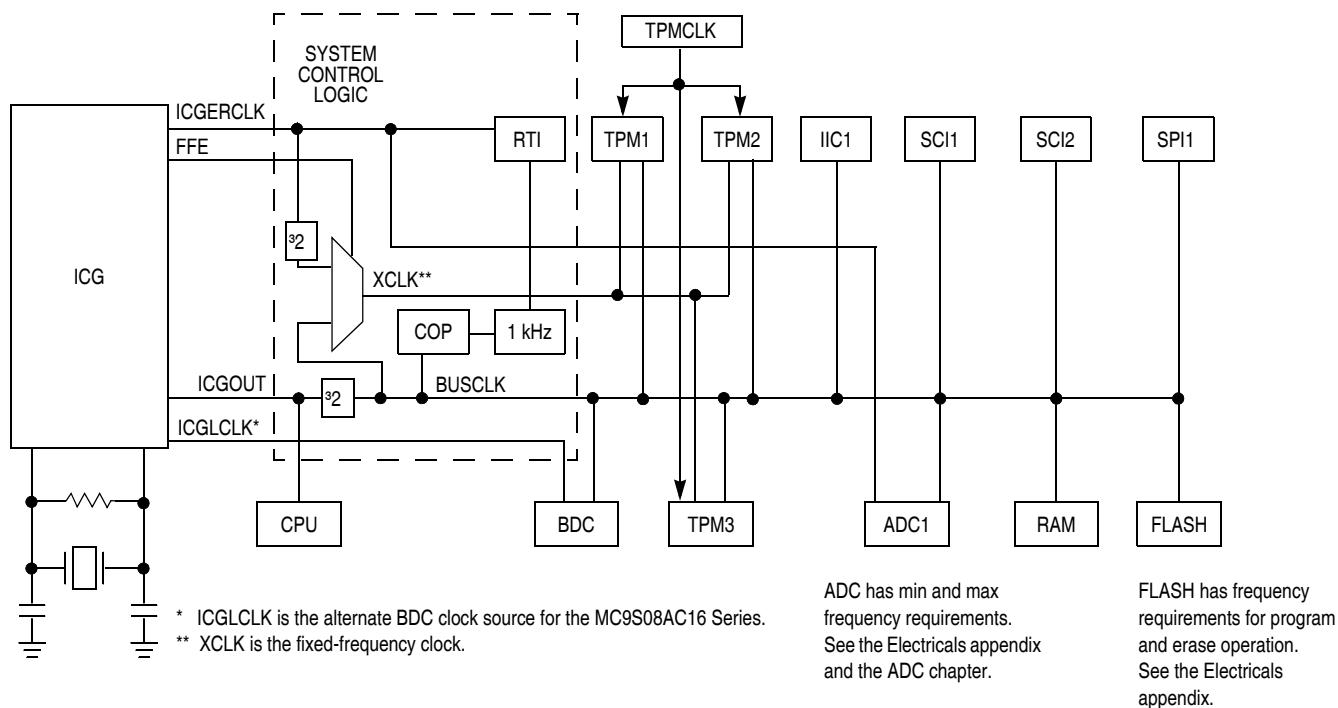 TPMCLK
SYSTEM
CONTROL
LOGIC
ICGERCLK
FFE
RTI
TPM1
TPM2
IIC1
SCI1
SCI2
SPI1
³2
ICG
XCLK**
COP
1 kHz
ICGOUT
³2
BUSCLK
ICGLCLK*
CPU
BDC
TPM3
ADC1
RAM
FLASH
* ICGLCLK is the alternate BDC clock source for the MC9S08AC16 Series.
** XCLK is the fixed-frequency clock.
ADC has min and max
frequency requirements.
See the Electricals appendix
and the ADC chapter.
FLASH has frequency
requirements for program
and erase operation.
See the Electricals
appendix.